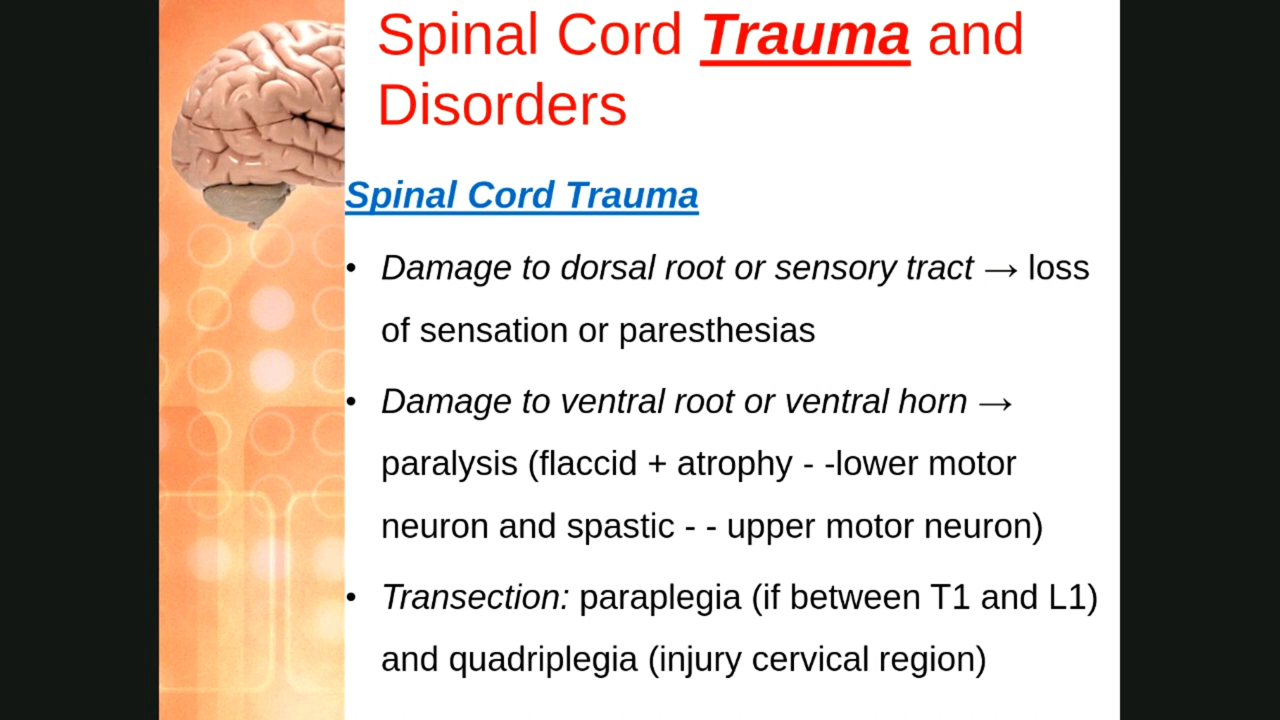 Spinal Cord Trauma and
Disorders
Spinal Cord Trauma
• Damage to dorsal root or sensory tract → loss
of sensation or paresthesias
• Damage to ventral root or ventral horn →
paralysis (flaccid + atrophy - -lower motor
neuron and spastic - - upper motor neuron)
• Transection: paraplegia (if between T1 and L1)
and quadriplegia (injury cervical region)